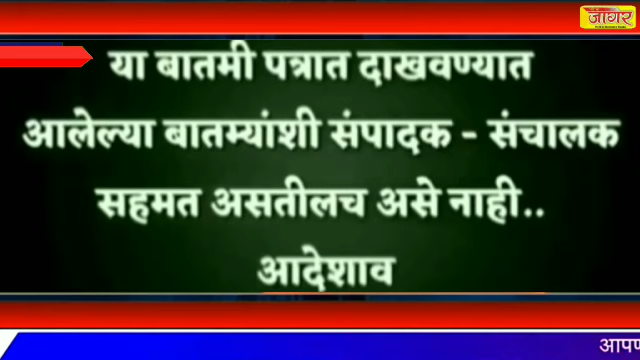 जागर
या बातमी पत्रात दाखवण्यात
आलेल्या बातम्यांशी संपादक - संचालक
सहमत असतीलच असे नाही..
आदेशाव
आपण